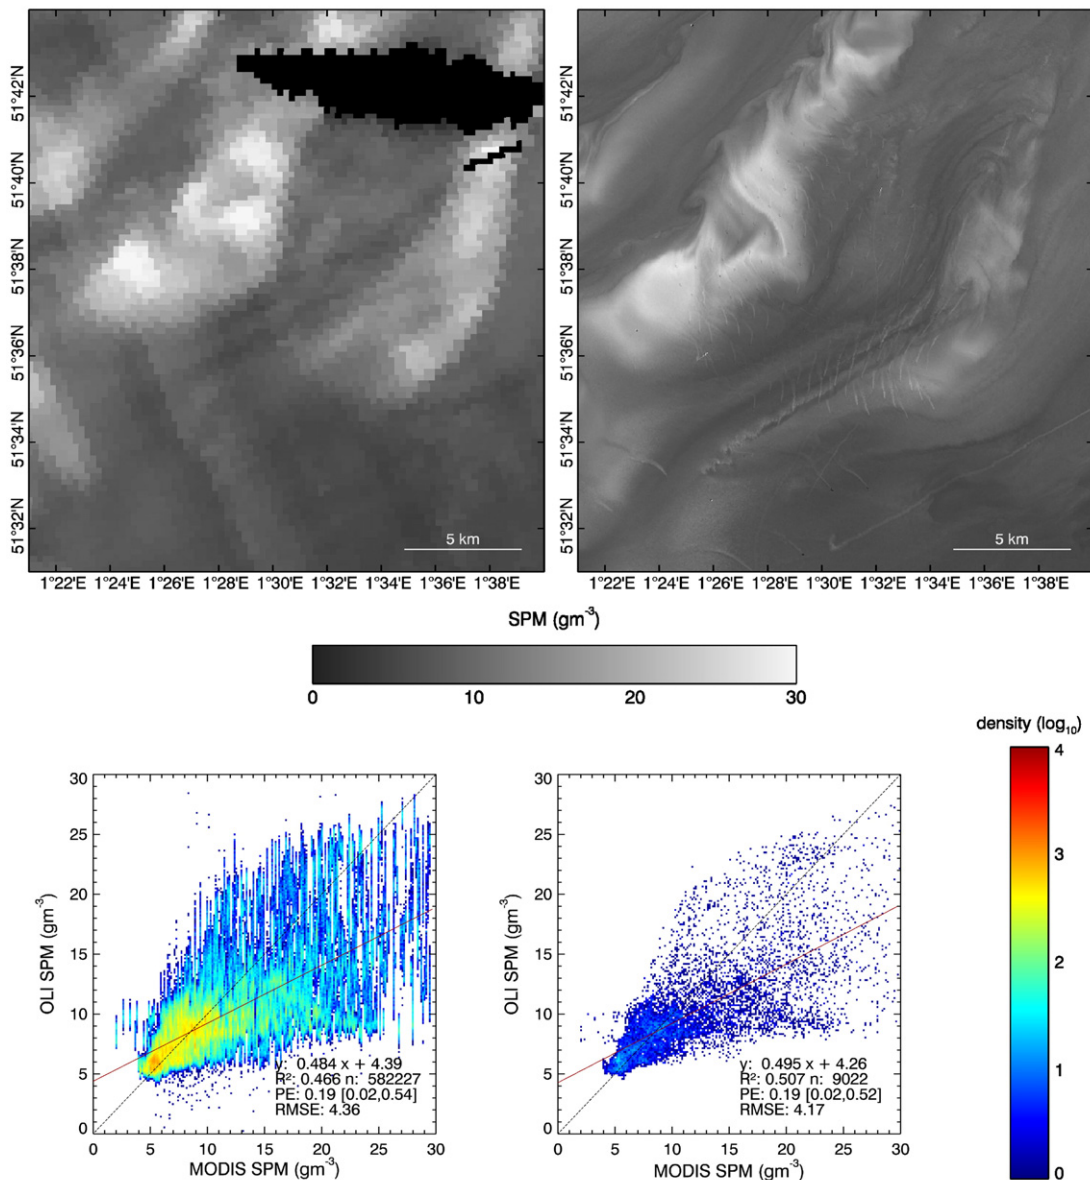 51°42'N
51°40'N
51°38'N
51°36'N
51°34'N
51°32'N
5 km
1°22'E 1°24'E 1°26'E 1°28'E 1°30'E 1°32'E 1°34'E 1°36'E 1°38'E
51°42'N
51°40'N
51°38'N
51°36'N
51°34'N
51°32'N
5 km
1°22'E 1°24'E 1°26'E 1°28'E 1°30'E 1°32'E 1°34'E 1°36'E 1°38'E
SPM (gm⁻³)
0 10 20 30
30
25
20
15
10
5
0
OLI SPM (gm⁻³)
y: 0.484 x + 4.39
R²: 0.466 n: 582227
PE: 0.19 [0.02,0.54]
RMSE: 4.36
0 5 10 15 20 25 30
MODIS SPM (gm⁻³)
30
25
20
15
10
5
0
OLI SPM (gm⁻³)
y: 0.495 x + 4.26
R²: 0.507 n: 9022
PE: 0.19 [0.02,0.52]
RMSE: 4.17
0 5 10 15 20 25 30
MODIS SPM (gm⁻³)
density (log₁₀)
4
3
2
1
0